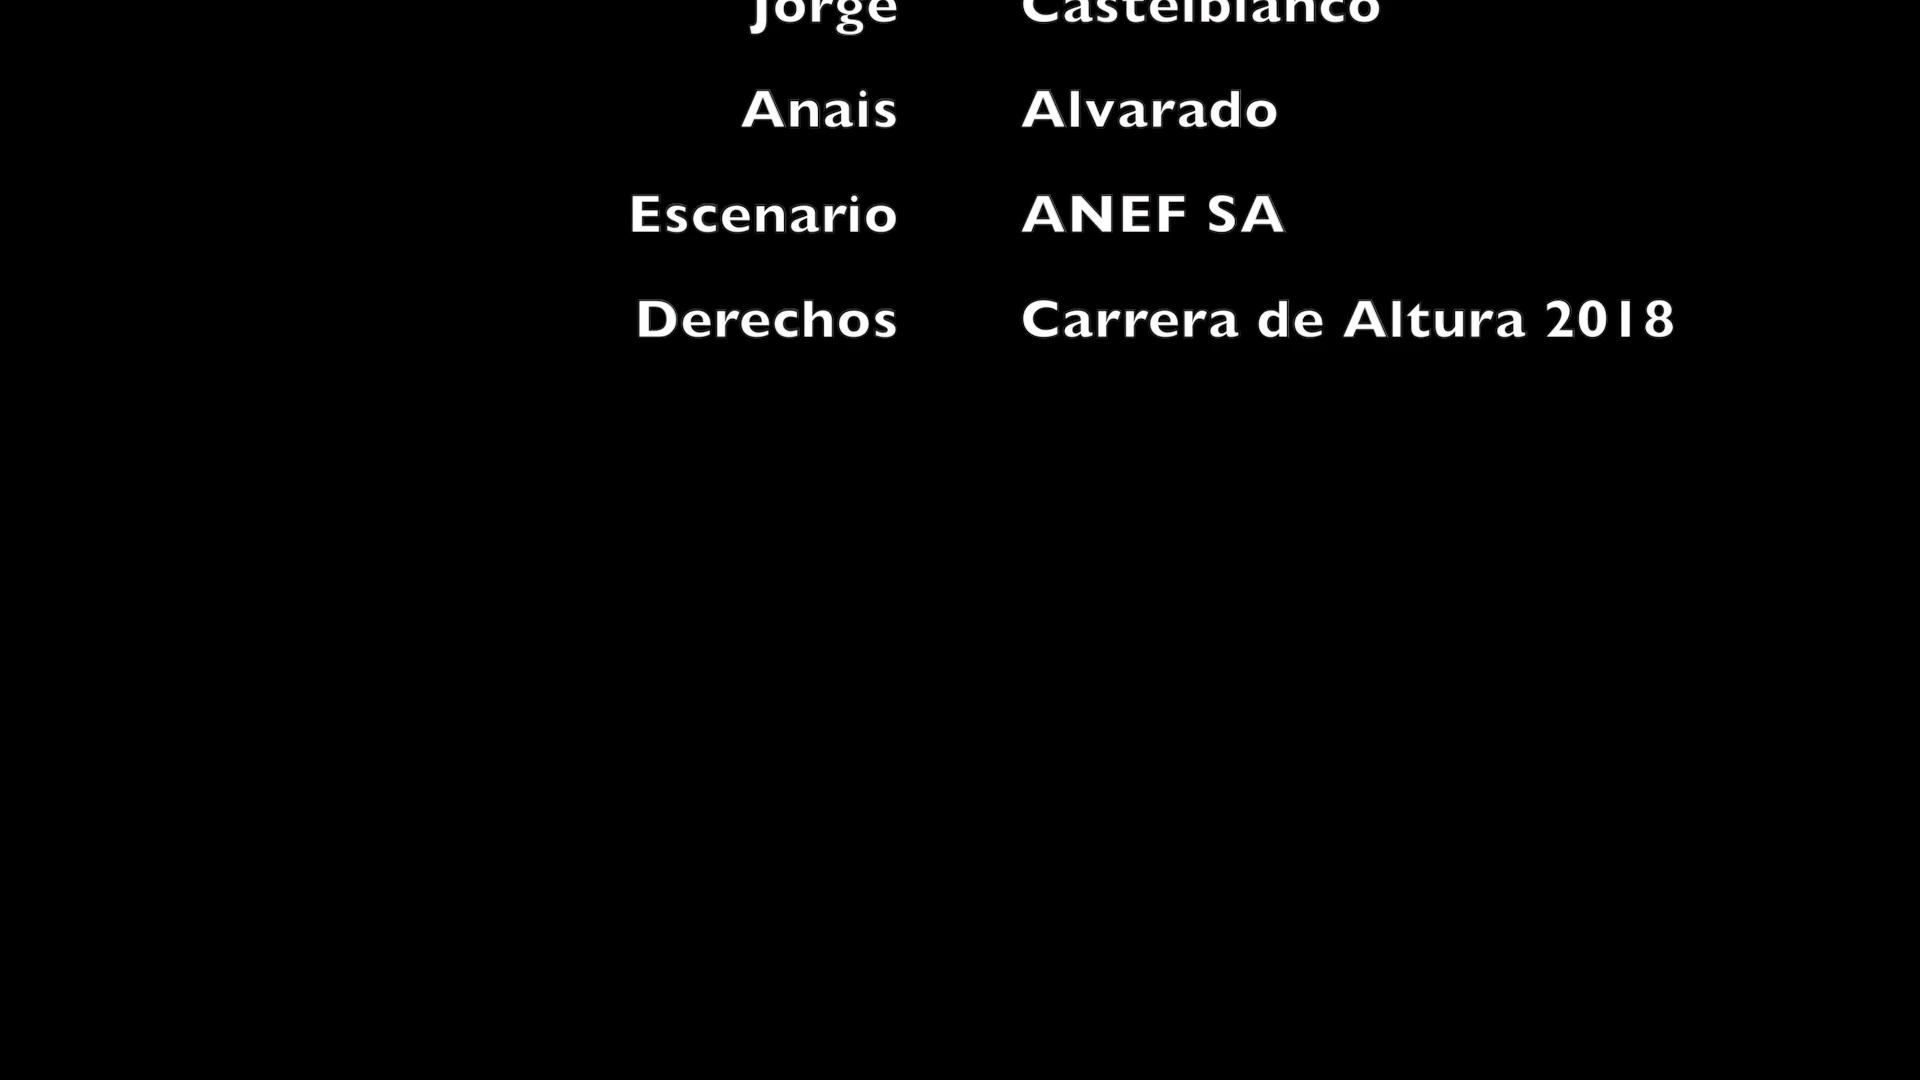 Jorge Castelblanco
Anais Alvarado
Escenario ANEF SA
Derechos Carrera de Altura 2018